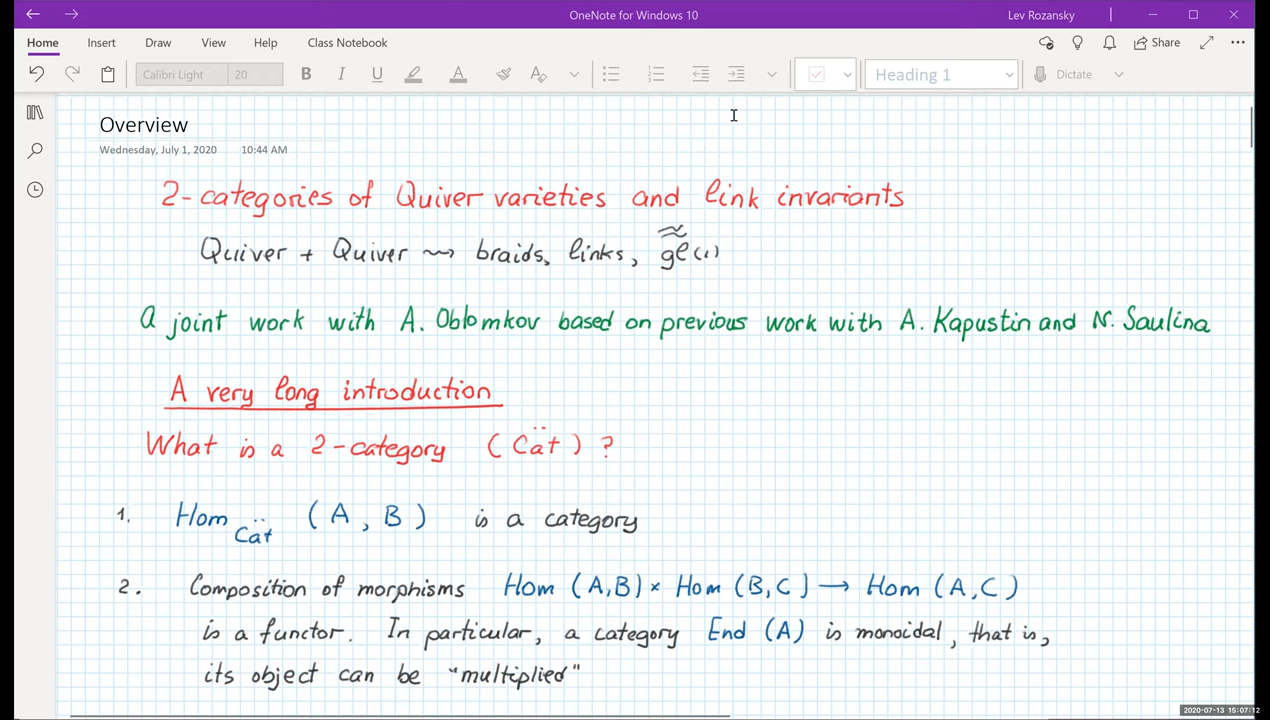 OneNote for Windows 10
Lev Rozansky
Home Insert Draw View Help Class Notebook
Share
Calibri Light 20 B I U A Heading 1 Dictate
Overview
Wednesday, July 1, 2020 10:44 AM
2-categories of Quiver varieties and link invariants
Quiver + Quiver ⇝ braids, links, g̃̃l(1)
A joint work with A. Oblomkov based on previous work with A. Kapustin and N. Saulina
A very long introduction
What is a 2-category (Cät) ?
1. Hom_Cät (A, B) is a category
2. Composition of morphisms Hom (A,B) × Hom (B,C) → Hom (A,C)
is a functor. In particular, a category End (A) is monoidal, that is,
its object can be "multiplied"
2020-07-13 15:07:12